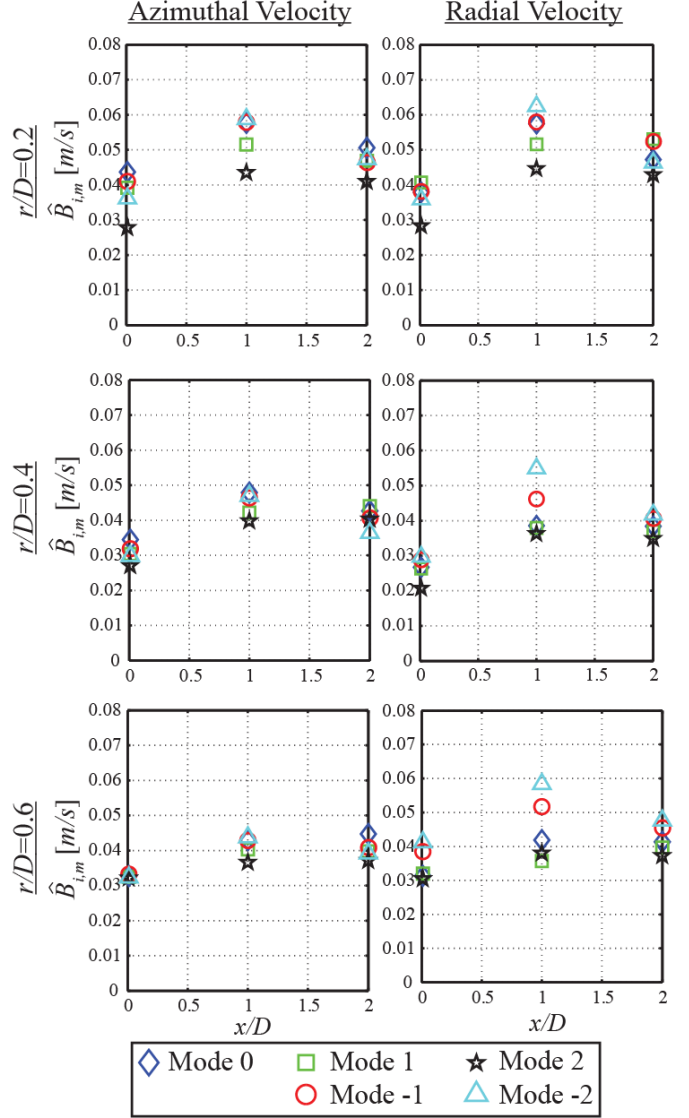 Azimuthal Velocity Radial Velocity
0.08 0.08
0.07 0.07
0.06 0.06
0.05 0.05
r/D=0.2
B̂i,m [m/s]
0.04 0.04
0.03 0.03
0.02 0.02
0.01 0.01
0 0
0 0.5 1 1.5 2 0 0.5 1 1.5 2
0.08 0.08
0.07 0.07
0.06 0.06
0.05 0.05
r/D=0.4
B̂i,m [m/s]
0.04 0.04
0.03 0.03
0.02 0.02
0.01 0.01
0 0
0 0.5 1 1.5 2 0 0.5 1 1.5 2
0.08 0.08
0.07 0.07
0.06 0.06
0.05 0.05
r/D=0.6
B̂i,m [m/s]
0.04 0.04
0.03 0.03
0.02 0.02
0.01 0.01
0 0
0 0.5 1 1.5 2 0 0.5 1 1.5 2
x/D x/D
Mode 0 Mode 1 Mode 2
Mode -1 Mode -2